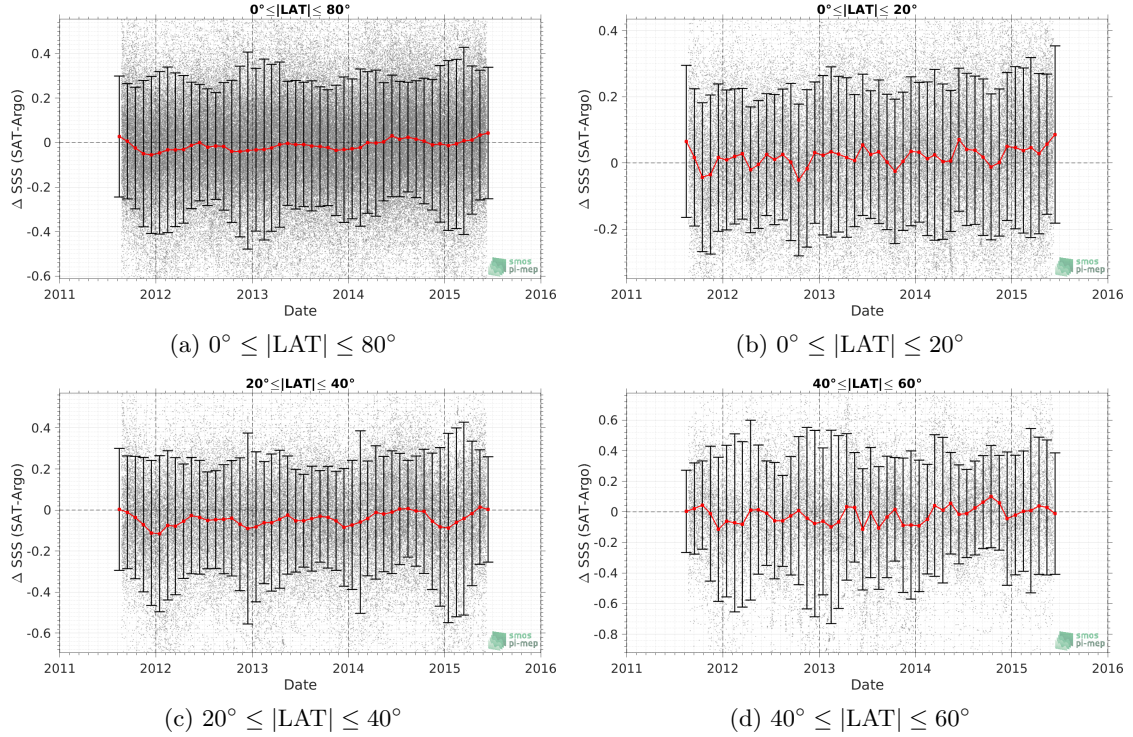 0°≤|LAT|≤ 80°
Δ SSS (SAT-Argo)
0.4
0.2
0
-0.2
-0.4
-0.6
2011 2012 2013 2014 2015 2016
Date
smos
pi-mep
(a) 0° ≤ |LAT| ≤ 80°
0°≤|LAT|≤ 20°
Δ SSS (SAT-Argo)
0.4
0.2
0
-0.2
2011 2012 2013 2014 2015 2016
Date
smos
pi-mep
(b) 0° ≤ |LAT| ≤ 20°
20°≤|LAT|≤ 40°
Δ SSS (SAT-Argo)
0.4
0.2
0
-0.2
-0.4
-0.6
2011 2012 2013 2014 2015 2016
Date
smos
pi-mep
(c) 20° ≤ |LAT| ≤ 40°
40°≤|LAT|≤ 60°
Δ SSS (SAT-Argo)
0.6
0.4
0.2
0
-0.2
-0.4
-0.6
-0.8
2011 2012 2013 2014 2015 2016
Date
smos
pi-mep
(d) 40° ≤ |LAT| ≤ 60°